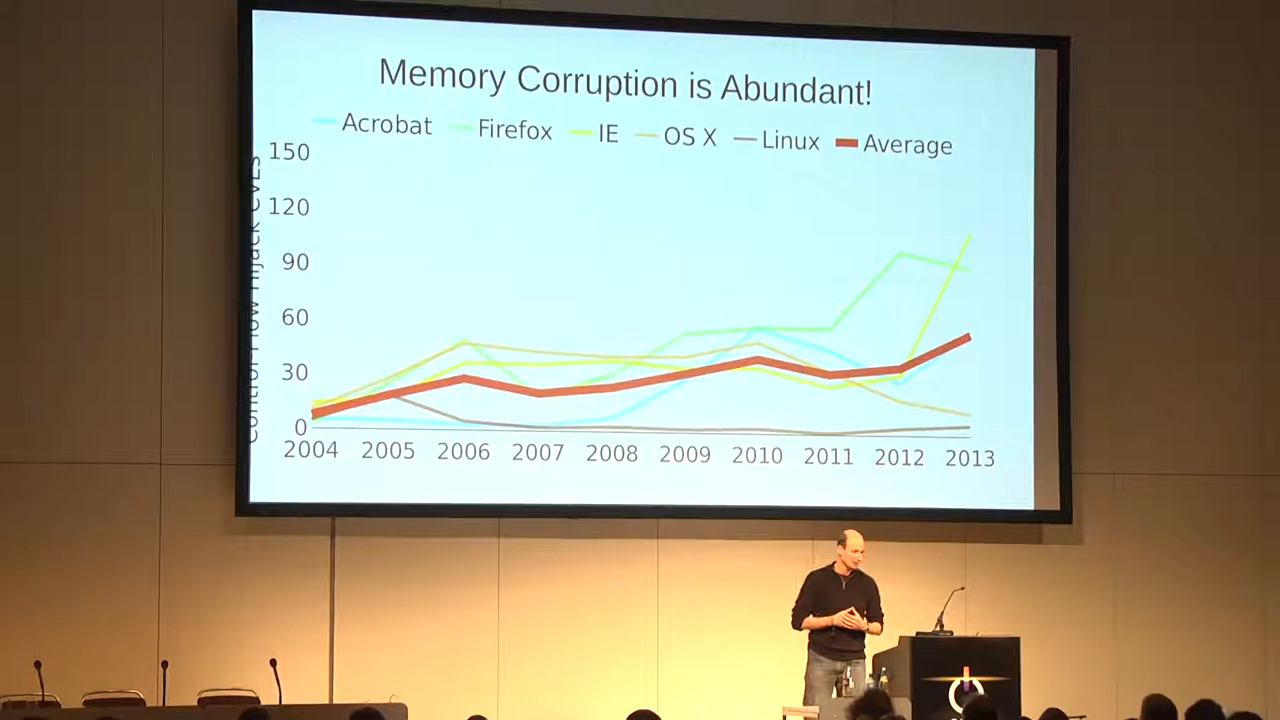 Memory Corruption is Abundant!
Acrobat Firefox IE OS X Linux Average
150
120
90
60
30
0
2004 2005 2006 2007 2008 2009 2010 2011 2012 2013